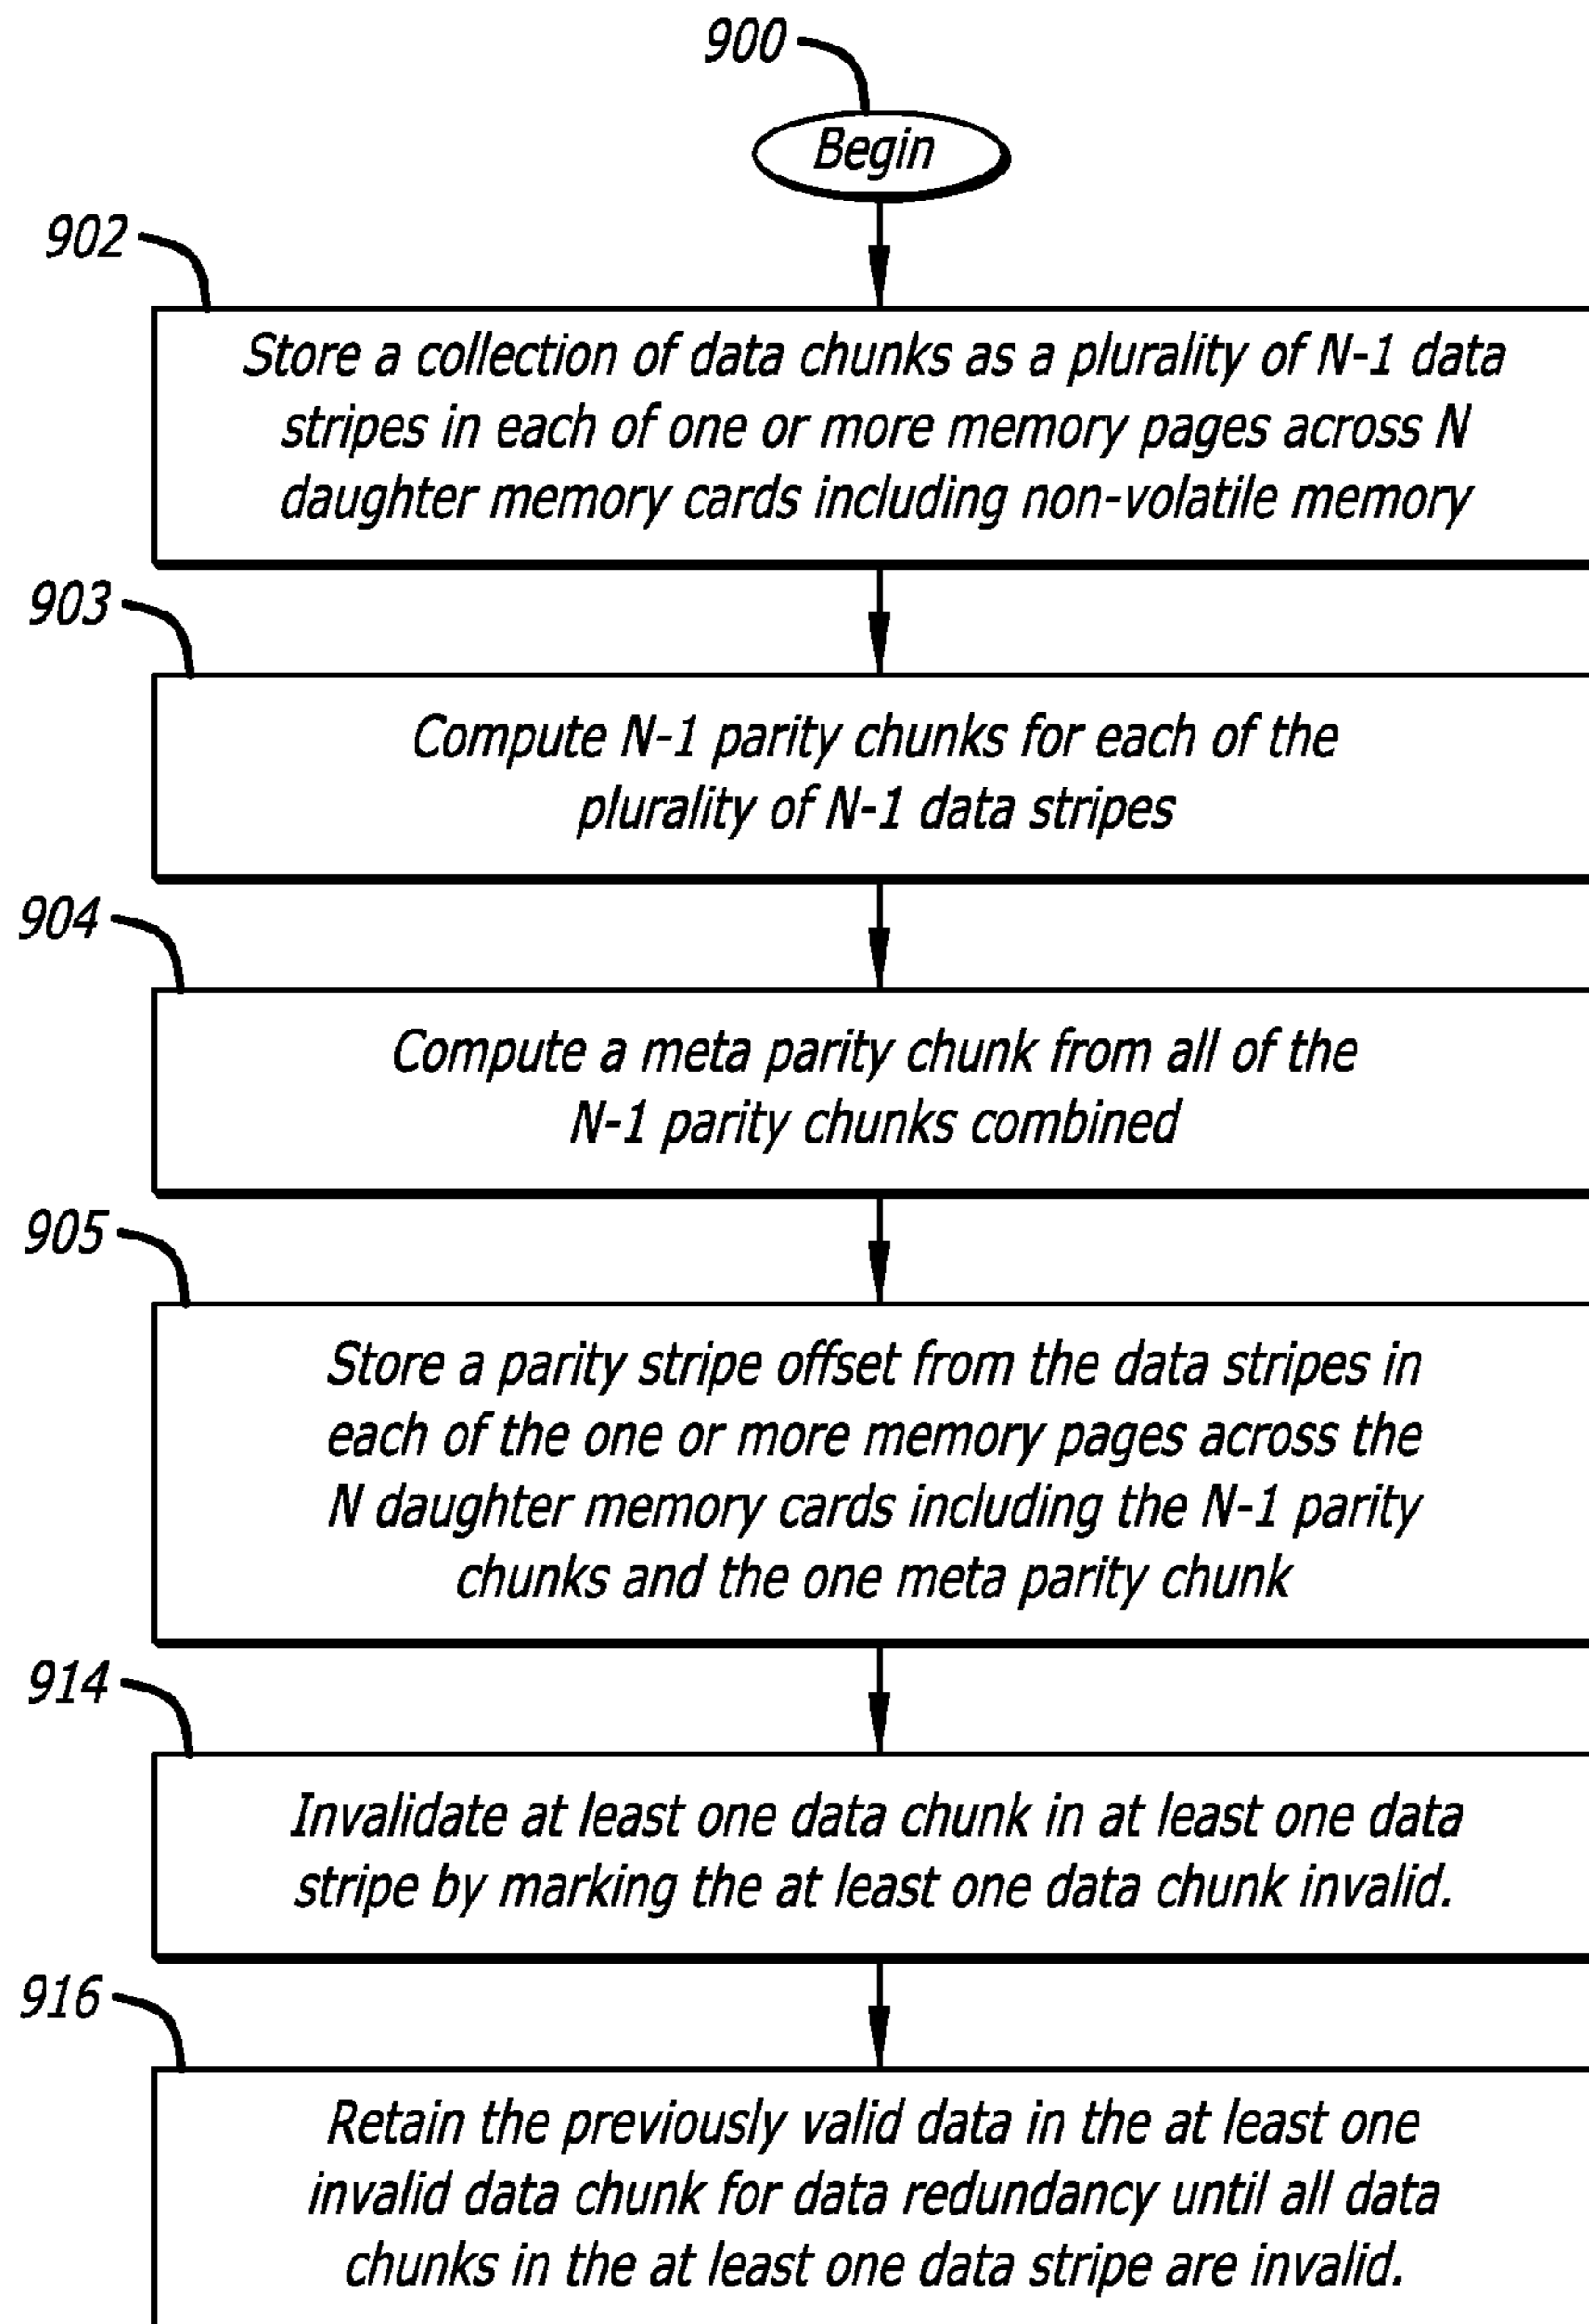 900
Begin
902
Store a collection of data chunks as a plurality of N-1 data
stripes in each of one or more memory pages across N
daughter memory cards including non-volatile memory
903
Compute N-1 parity chunks for each of the
plurality of N-1 data stripes
904
Compute a meta parity chunk from all of the
N-1 parity chunks combined
905
Store a parity stripe offset from the data stripes in
each of the one or more memory pages across the
N daughter memory cards including the N-1 parity
chunks and the one meta parity chunk
914
Invalidate at least one data chunk in at least one data
stripe by marking the at least one data chunk invalid.
916
Retain the previously valid data in the at least one
invalid data chunk for data redundancy until all data
chunks in the at least one data stripe are invalid.